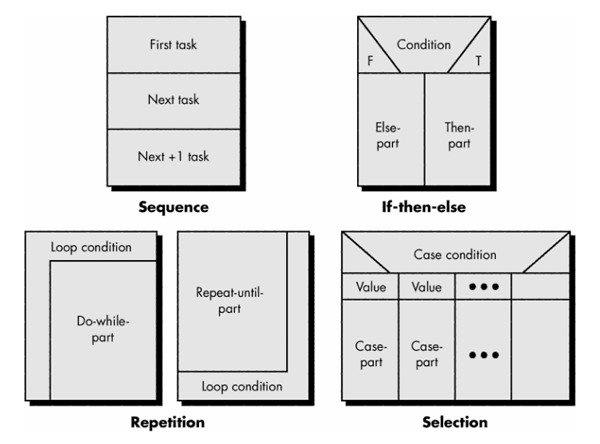 First task
Next task
Next +1 task
Sequence
Condition
F
T
Else-
part
Then-
part
If-then-else
Loop condition
Do-while-
part
Repeat-until-
part
Loop condition
Repetition
Case condition
Value
Value
●●●
Case-
part
Case-
part
●●●
Selection